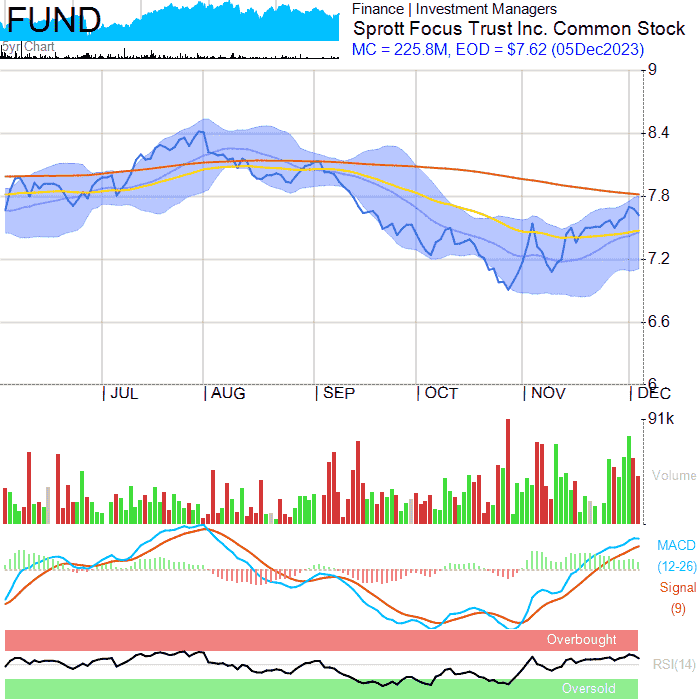 FUND
5yr Chart
Finance | Investment Managers
Sprott Focus Trust Inc. Common Stock
MC = 225.8M, EOD = $7.62 (05Dec2023)
9
8.4
7.8
7.2
6.6
6
| JUL | AUG | SEP | OCT | NOV | DEC
91k
Volume
MACD
(12-26)
Signal
(9)
Overbought
RSI(14)
Oversold